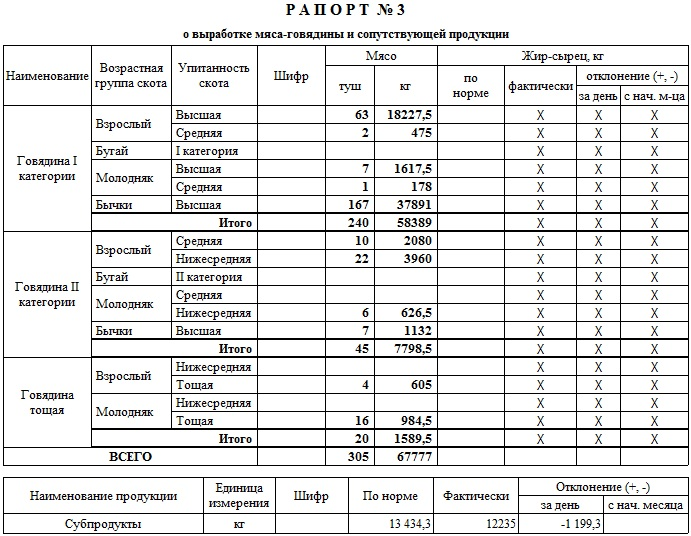 Р А П О Р Т № 3
о выработке мяса-говядины и сопутствующей продукции
Наименование Возрастная группа скота Упитанность скота Шифр Мясо Жир-сырец, кг
туш кг по норме фактически отклонение (+, -)
за день с нач. м-ца
Говядина I категории Взрослый Высшая 63 18227,5 X X X
Средняя 2 475 X X X
Бугай I категория X X X
Молодняк Высшая 7 1617,5 X X X
Средняя 1 178 X X X
Бычки Высшая 167 37891 X X X
Итого 240 58389 X X X
Говядина II категории Взрослый Средняя 10 2080 X X X
Нижесредняя 22 3960 X X X
Бугай II категория X X X
Молодняк Средняя X X X
Нижесредняя 6 626,5 X X X
Бычки Высшая 7 1132 X X X
Итого 45 7798,5 X X X
Говядина тощая Взрослый Нижесредняя X X X
Тощая 4 605 X X X
Молодняк Нижесредняя X X X
Тощая 16 984,5 X X X
Итого 20 1589,5 X X X
ВСЕГО 305 67777
Наименование продукции Единица измерения Шифр По норме Фактически Отклонение (+, -)
за день с нач. месяца
Субпродукты кг 13 434,3 12235 -1 199,3